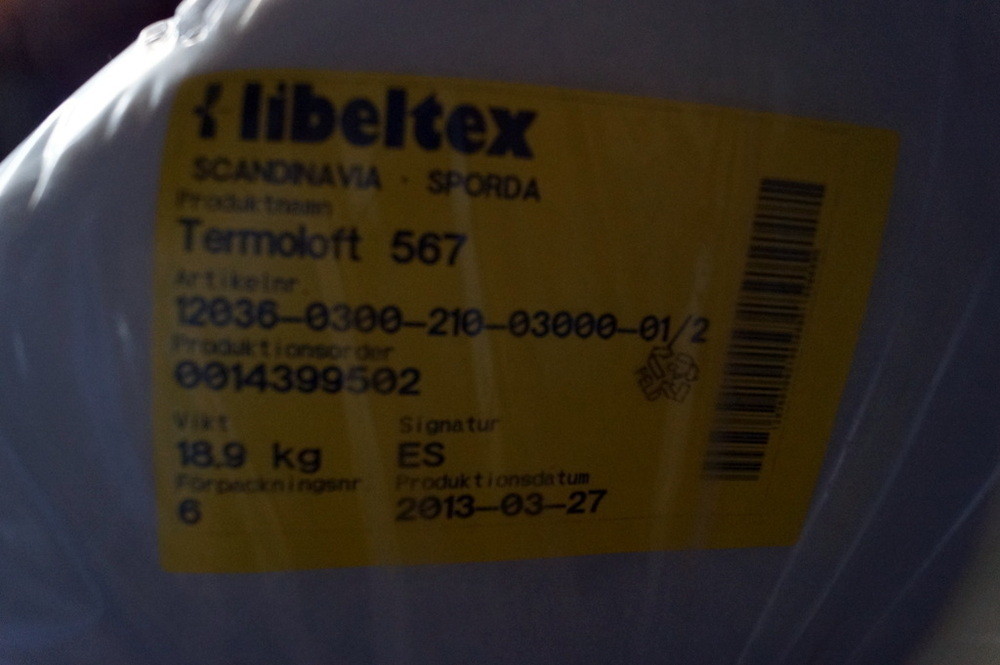 libeltex
SCANDINAVIA · SPORDA
Produktnamn
Termoloft 567
Artikelnr.
12036-0300-210-03000-01/2
Produktionsorder
0014399502
Vikt Signatur
18.9 kg ES
Förpackningsnr Produktionsdatum
6 2013-03-27